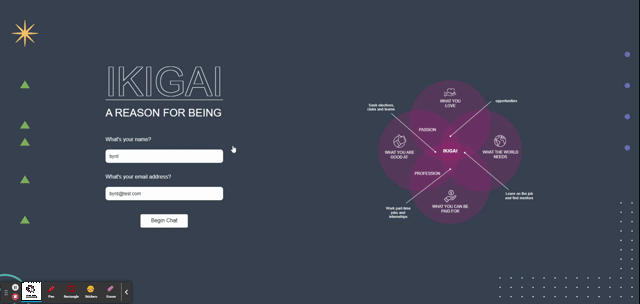 IKIGAI
A REASON FOR BEING
What's your name?
bynt
What's your email address?
bynt@test.com
Begin Chat
WHAT YOU
LOVE
Seek electives,
clubs and teams
opportunities
PASSION
WHAT YOU ARE
GOOD AT
IKIGAI
WHAT THE WORLD
NEEDS
PROFESSION
WHAT YOU CAN BE
PAID FOR
Work part-time
jobs and
internships
Learn on the job
and find mentors
Pen
Rectangle
Stickers
Eraser